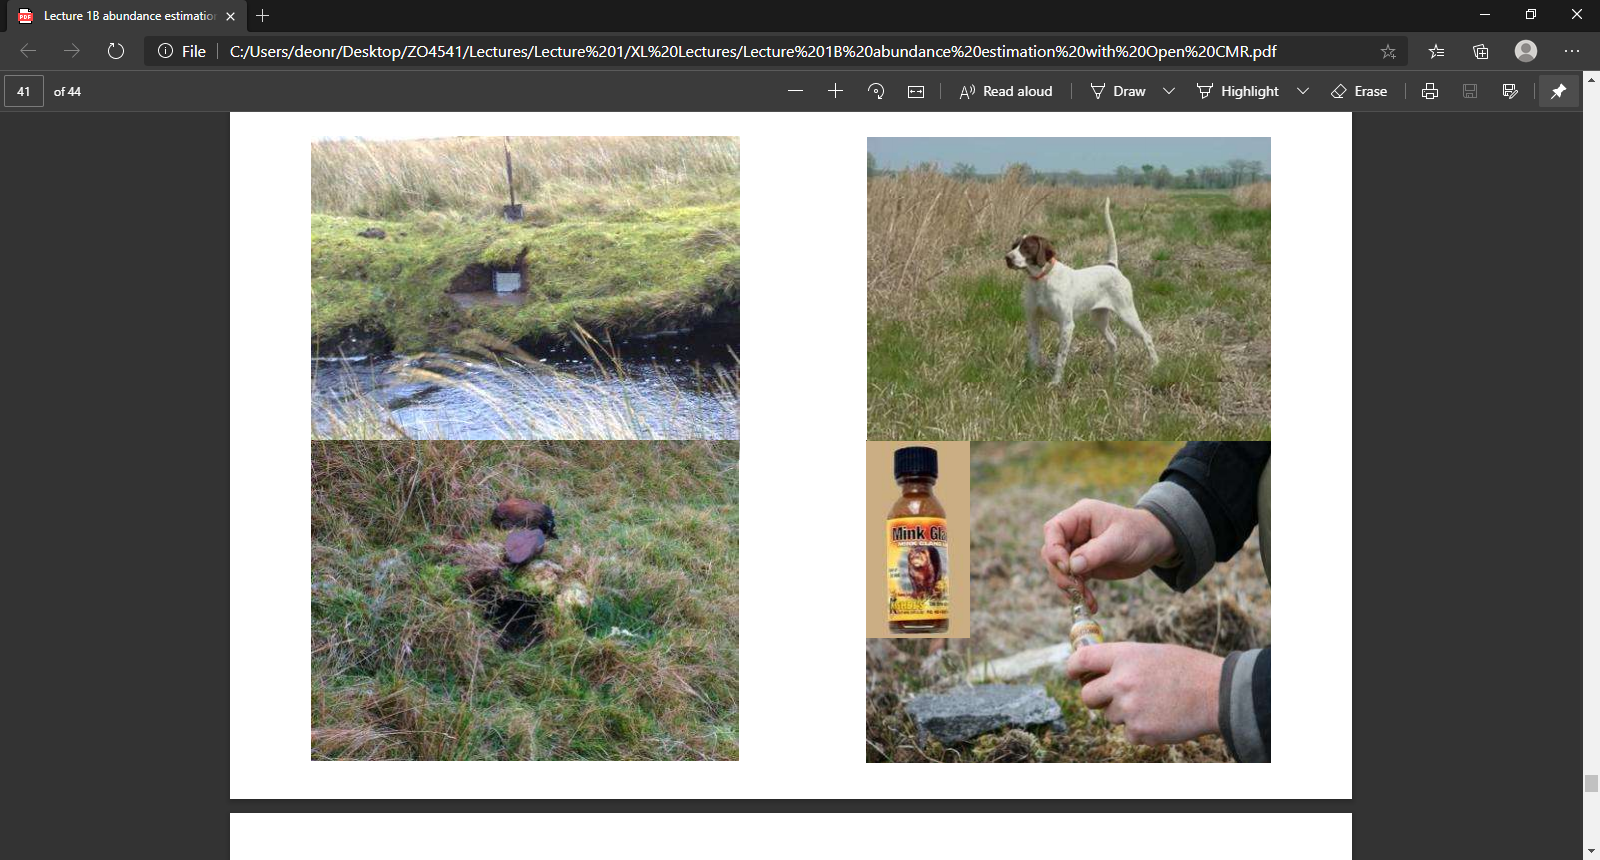 Lecture 1B abundance estimatio
File
C:/Users/deonr/Desktop/ZO4541/Lectures/Lecture%201/XL%20Lectures/Lecture%201B%20abundance%20estimation%20with%20Open%20CMR.pdf
41 of 44
Read aloud
Draw
Highlight
Erase
Mink Gla